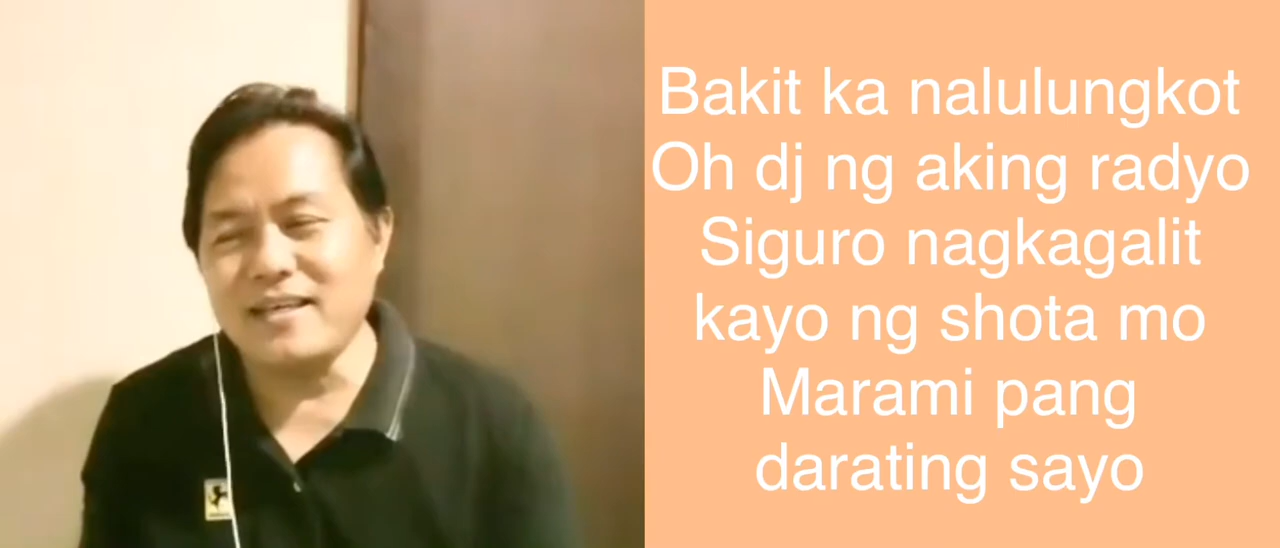 Bakit ka nalulungkot
Oh dj ng aking radyo
Siguro nagkagalit
kayo ng shota mo
Marami pang
darating sayo